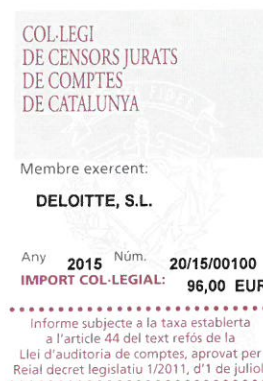 COL·LEGI
DE CENSORS JURATS
DE COMPTES
DE CATALUNYA
Membre exercent:
DELOITTE, S.L.
Any 2015 Núm. 20/15/00100
IMPORT COL·LEGIAL: 96,00 EUR
Informe subjecte a la taxa establerta
a l'article 44 del text refós de la
Llei d'auditoria de comptes, aprovat per
Reial decret legislatiu 1/2011, d'1 de juliol